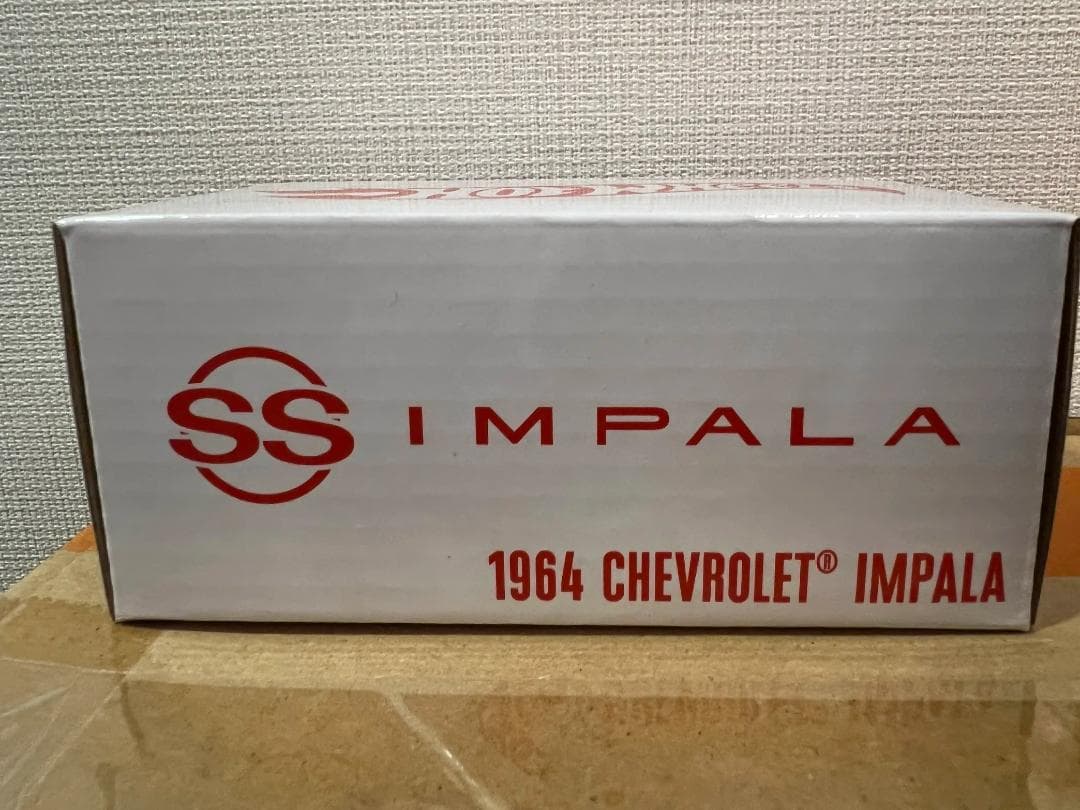 SS IMPALA
1964 CHEVROLET® IMPALA